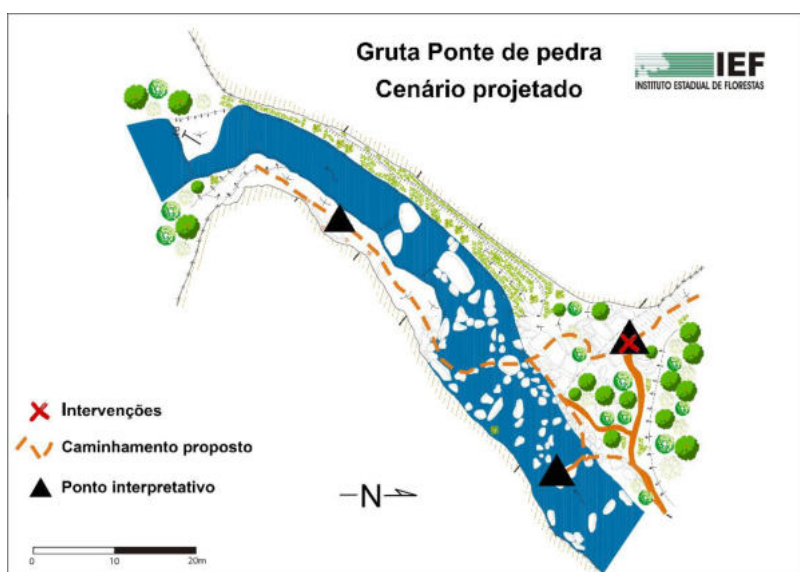 Gruta Ponte de pedra
Cenário projetado
IEF
INSTITUTO ESTADUAL DE FLORESTAS
Intervenções
Caminhamento proposto
Ponto interpretativo
N
0 10 20m